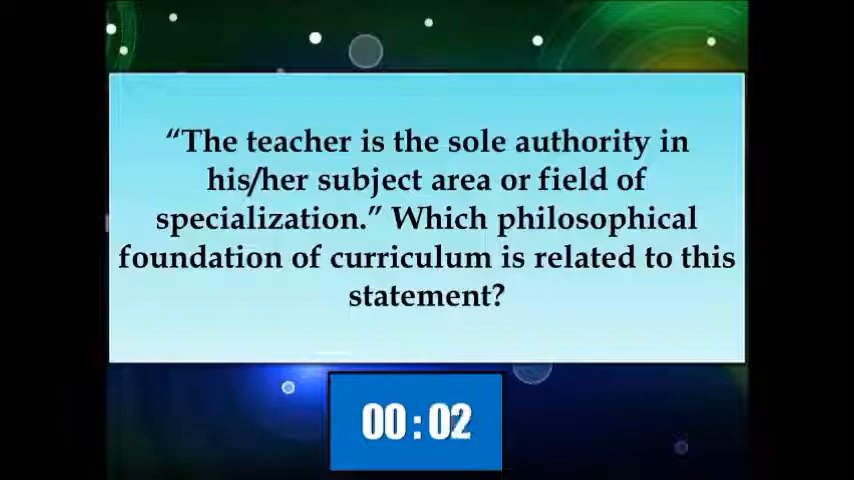 “The teacher is the sole authority in
his/her subject area or field of
specialization.” Which philosophical
foundation of curriculum is related to this
statement?
00:02